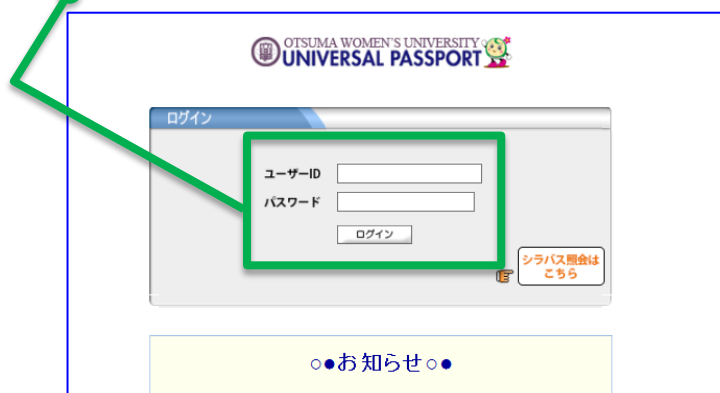 OTSUMA WOMEN'S UNIVERSITY
UNIVERSAL PASSPORT
ログイン
ユーザーID
パスワード
ログイン
シラバス照会は
こちら
○●お知らせ○●